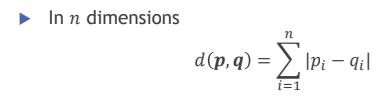 ▶ In n dimensions
d(p, q) = ∑_{i=1}^{n} |p_i − q_i|